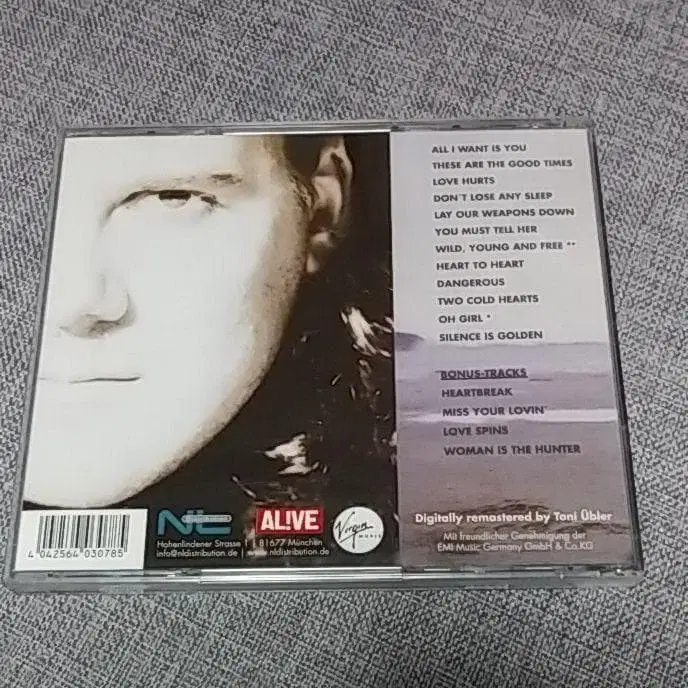 ALL I WANT IS YOU
THESE ARE THE GOOD TIMES
LOVE HURTS
DON'T LOSE ANY SLEEP
LAY OUR WEAPONS DOWN
YOU MUST TELL HER
WILD, YOUNG AND FREE **
HEART TO HEART
DANGEROUS
TWO COLD HEARTS
OH GIRL *
SILENCE IS GOLDEN
BONUS-TRACKS
HEARTBREAK
MISS YOUR LOVIN'
LOVE SPINS
WOMAN IS THE HUNTER
Digitally remastered by Toni Übler
Mit freundlicher Genehmigung der
EMI Music Germany GmbH & Co.KG
4 042564 030785
AL!VE
Virgin
MUSIC
Hohenlindener Strasse 1 | 81677 München
info@nldistribution.de | www.nldistribution.de